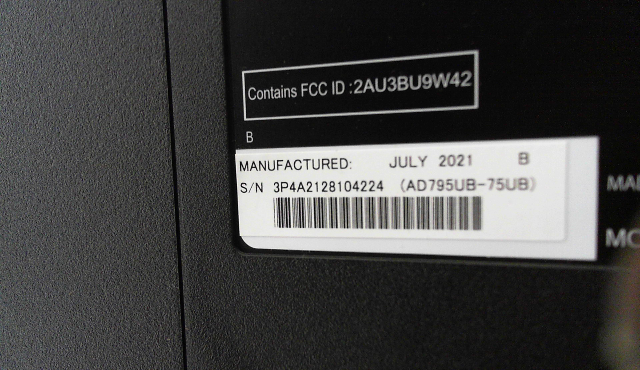 Contains FCC ID :2AU3BU9W42
B
MANUFACTURED: JULY 2021 B
S/N 3P4A2128104224 (AD795UB-75UB)